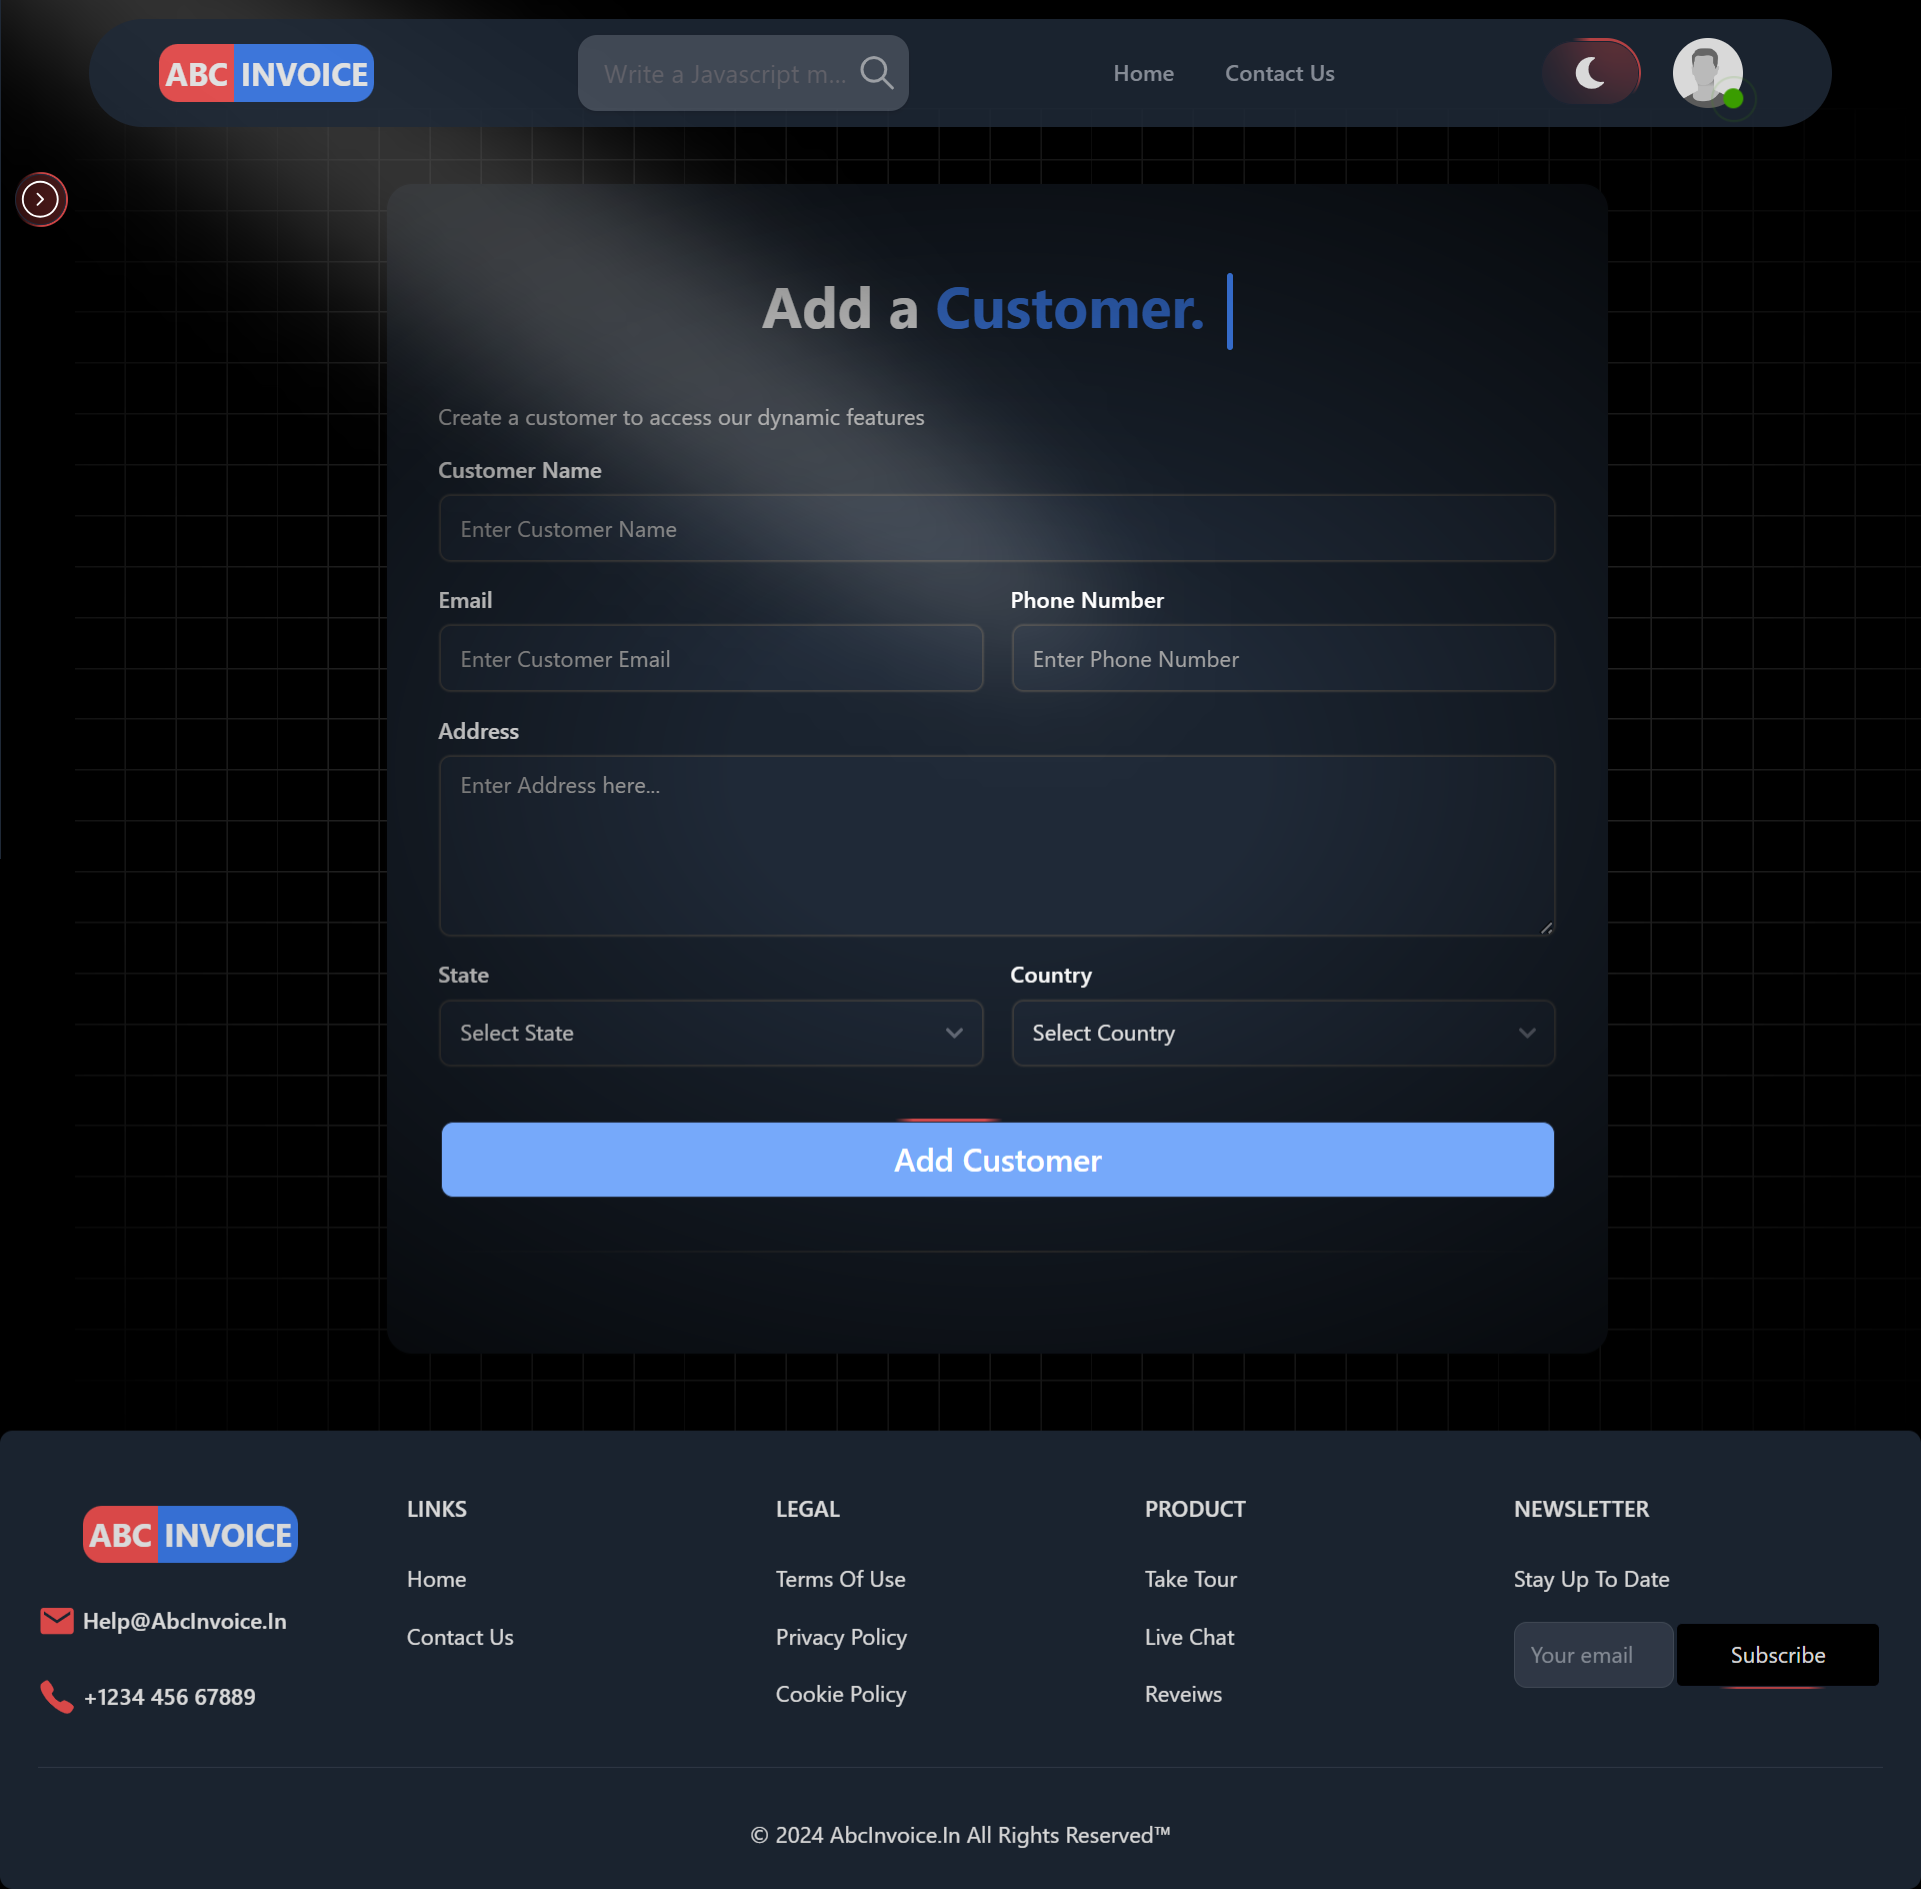 ABC INVOICE
Write a Javascript m...
Home
Contact Us
Add a Customer.
Create a customer to access our dynamic features
Customer Name
Enter Customer Name
Email
Phone Number
Enter Customer Email
Enter Phone Number
Address
Enter Address here...
State
Country
Select State
Select Country
Add Customer
ABC INVOICE
Help@AbcInvoice.In
+1234 456 67889
LINKS
Home
Contact Us
LEGAL
Terms Of Use
Privacy Policy
Cookie Policy
PRODUCT
Take Tour
Live Chat
Reveiws
NEWSLETTER
Stay Up To Date
Your email
Subscribe
© 2024 AbcInvoice.In All Rights Reserved™